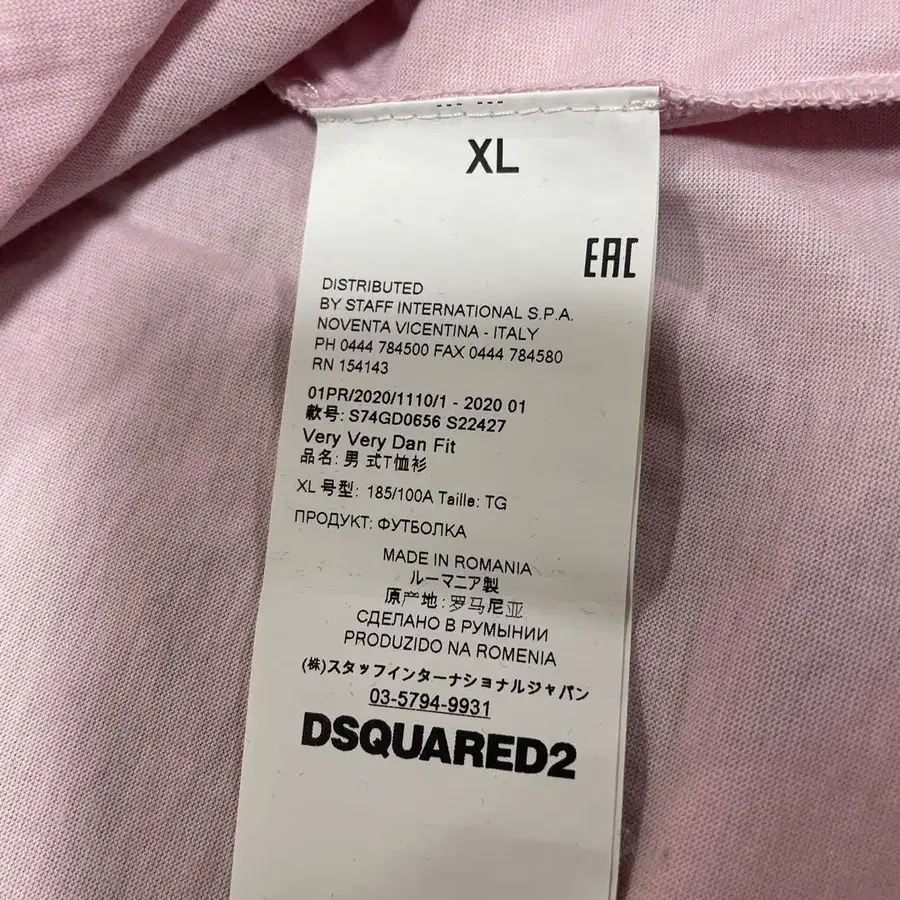 XL
EAC
DISTRIBUTED
BY STAFF INTERNATIONAL S.P.A.
NOVENTA VICENTINA - ITALY
PH 0444 784500 FAX 0444 784580
RN 154143
01PR/2020/1110/1 - 2020 01
款号: S74GD0656 S22427
Very Very Dan Fit
品名: 男 式T恤衫
XL 号型: 185/100A Taille: TG
ПРОДУКТ: ФУТБОЛКА
MADE IN ROMANIA
ルーマニア製
原产地: 罗马尼亚
СДЕЛАНО В РУМЫНИИ
PRODUZIDO NA ROMENIA
(株)スタッフインターナショナルジャパン
03-5794-9931
DSQUARED2